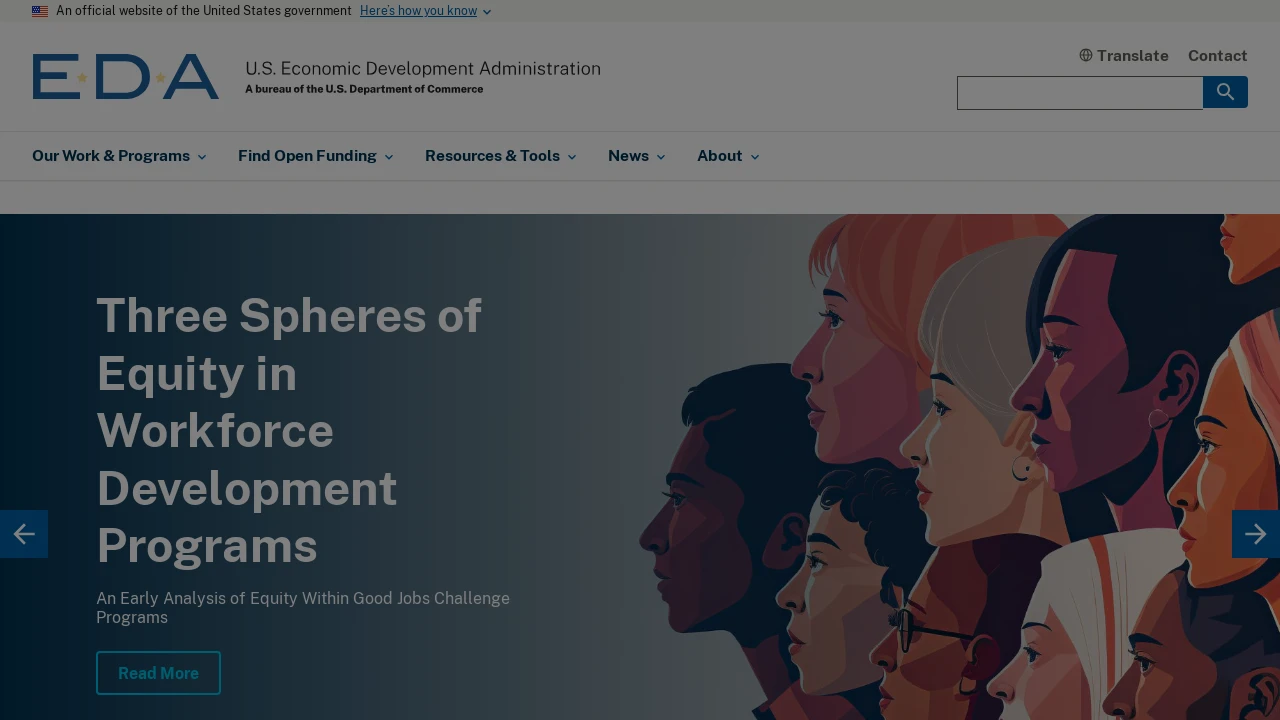 An official website of the United States government Here's how you know
Translate Contact
EDA
U.S. Economic Development Administration
A bureau of the U.S. Department of Commerce
Our Work & Programs Find Open Funding Resources & Tools News About
Three Spheres of
Equity in
Workforce
Development
Programs
An Early Analysis of Equity Within Good Jobs Challenge
Programs
Read More